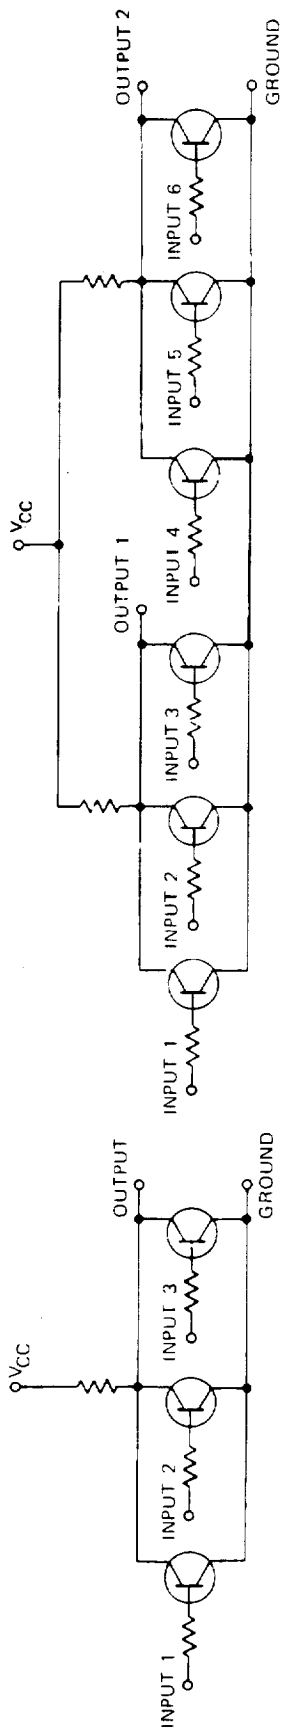 VCC
OUTPUT
INPUT 1
INPUT 2
INPUT 3
GROUND
VCC
OUTPUT 1
OUTPUT 2
INPUT 1
INPUT 2
INPUT 3
INPUT 4
INPUT 5
INPUT 6
GROUND